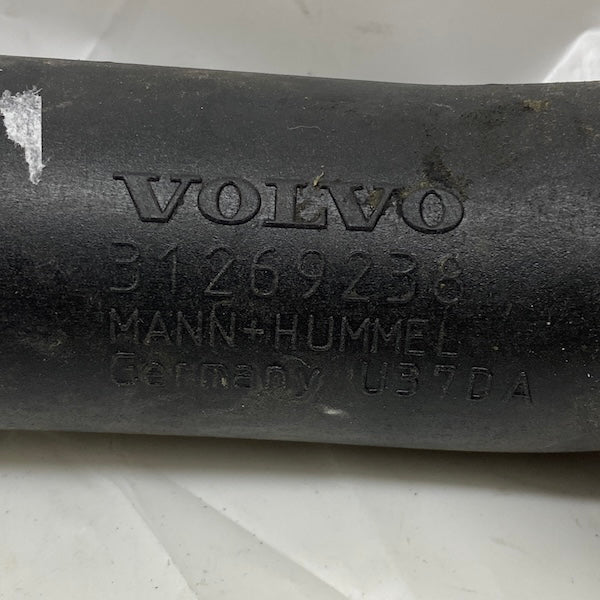 VOLVO
31269238
MANN+HUMMEL
Germany U37DA